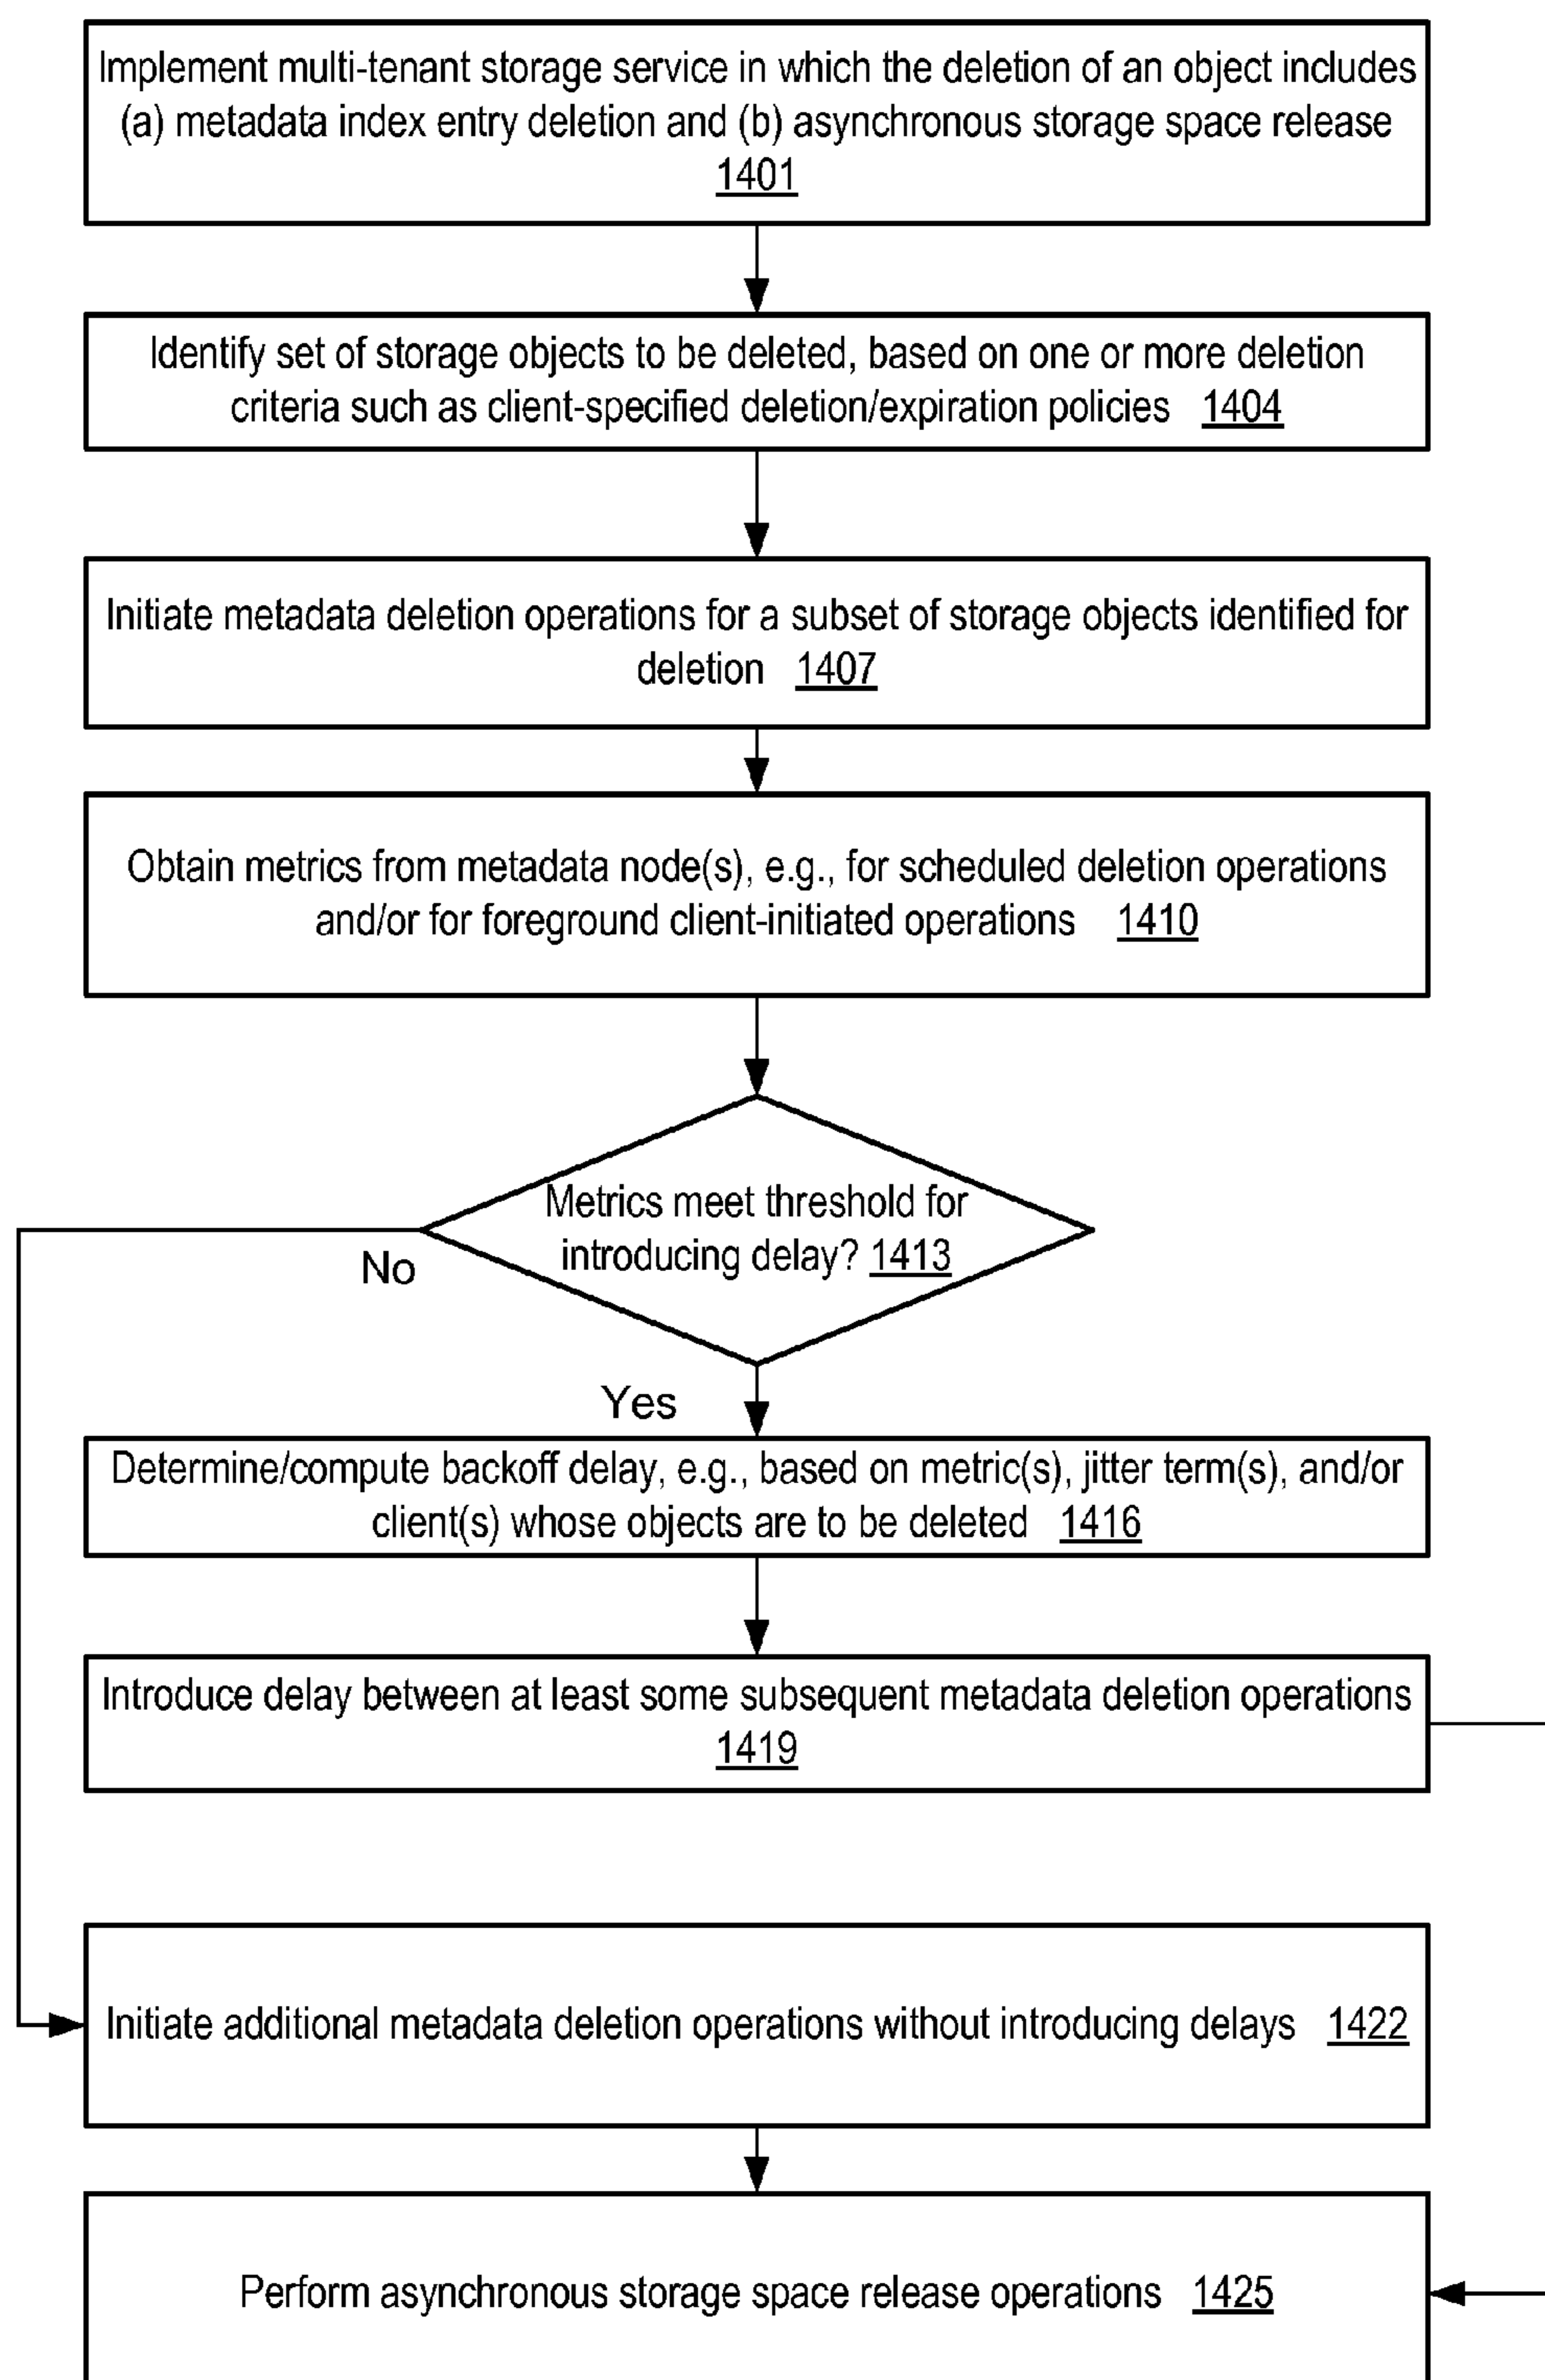 Implement multi-tenant storage service in which the deletion of an object includes
(a) metadata index entry deletion and (b) asynchronous storage space release
1401
Identify set of storage objects to be deleted, based on one or more deletion
criteria such as client-specified deletion/expiration policies 1404
Initiate metadata deletion operations for a subset of storage objects identified for
deletion 1407
Obtain metrics from metadata node(s), e.g., for scheduled deletion operations
and/or for foreground client-initiated operations 1410
Metrics meet threshold for
introducing delay? 1413
No
Yes
Determine/compute backoff delay, e.g., based on metric(s), jitter term(s), and/or
client(s) whose objects are to be deleted 1416
Introduce delay between at least some subsequent metadata deletion operations
1419
Initiate additional metadata deletion operations without introducing delays 1422
Perform asynchronous storage space release operations 1425